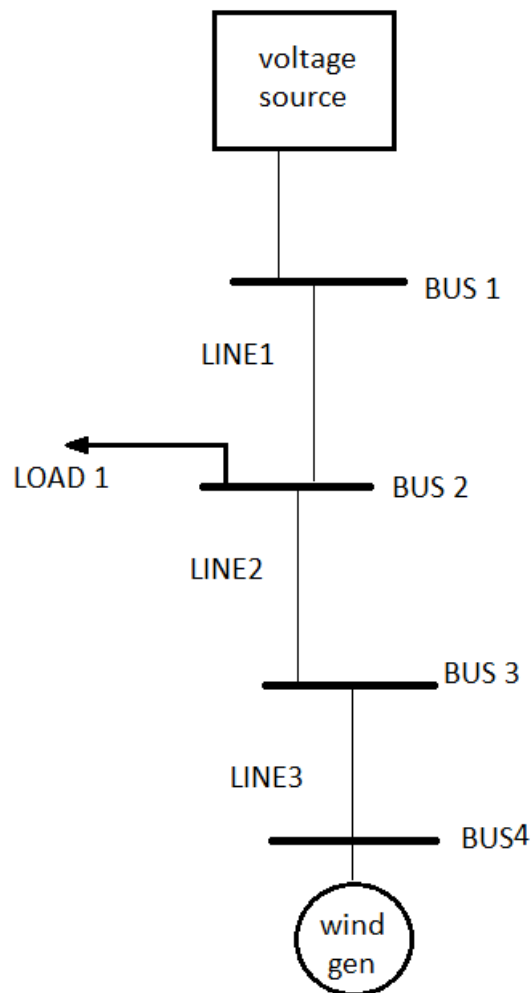 voltage
source
BUS 1
LINE1
LOAD 1
BUS 2
LINE2
BUS 3
LINE3
BUS4
wind
gen